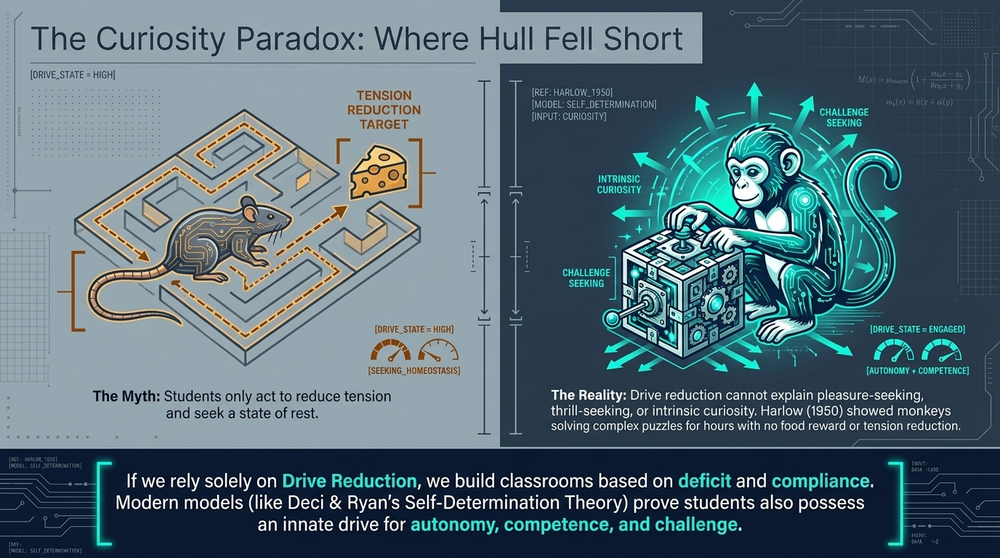 The Curiosity Paradox: Where Hull Fell Short
[DRIVE_STATE = HIGH]
TENSION
REDUCTION
TARGET
[DRIVE_STATE = HIGH]
[SEEKING_HOMEOSTASIS]
The Myth: Students only act to reduce tension
and seek a state of rest.
[REF: HARLOW_1950]
[MODEL: SELF_DETERMINATION]
[INPUT: CURIOSITY]
CHALLENGE
SEEKING
INTRINSIC
CURIOSITY
CHALLENGE
SEEKING
[DRIVE_STATE = ENGAGED]
[AUTONOMY + COMPETENCE]
The Reality: Drive reduction cannot explain pleasure-seeking,
thrill-seeking, or intrinsic curiosity. Harlow (1950) showed monkeys
solving complex puzzles for hours with no food reward or tension reduction.
If we rely solely on Drive Reduction, we build classrooms based on deficit and compliance.
Modern models (like Deci & Ryan's Self-Determination Theory) prove students also possess
an innate drive for autonomy, competence, and challenge.